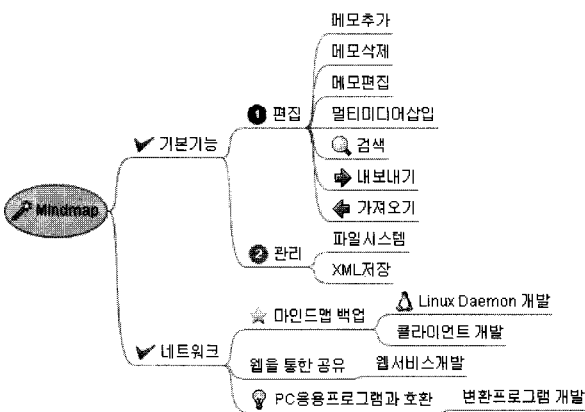 메모추가
메모삭제
메모편집
❶ 편집
멀티미디어삽입
기본기능
검색
내보내기
가져오기
Mindmap
❷ 관리
파일시스템
XML저장
네트워크
마인드맵 백업
Linux Daemon 개발
클라이언트 개발
웹을 통한 공유
웹서비스개발
PC응용프로그램과 호환
변환프로그램 개발